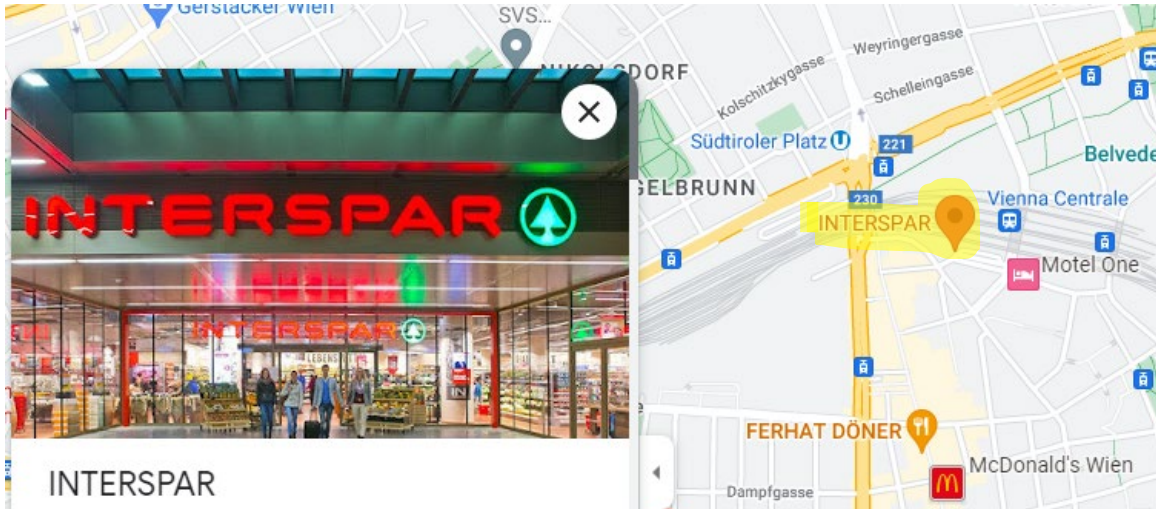 Gerstäcker Wien
SVS...
NIKOLSDORF
Weyringergasse
Kolschitzkygasse
Schelleingasse
Südtiroler Platz U
221
Belvede
GELBRUNN
230
Vienna Centrale
INTERSPAR
INTERSPAR
Motel One
INTERSPAR
LEBENS
FERHAT DÖNER
McDonald's Wien
INTERSPAR
Dampfgasse